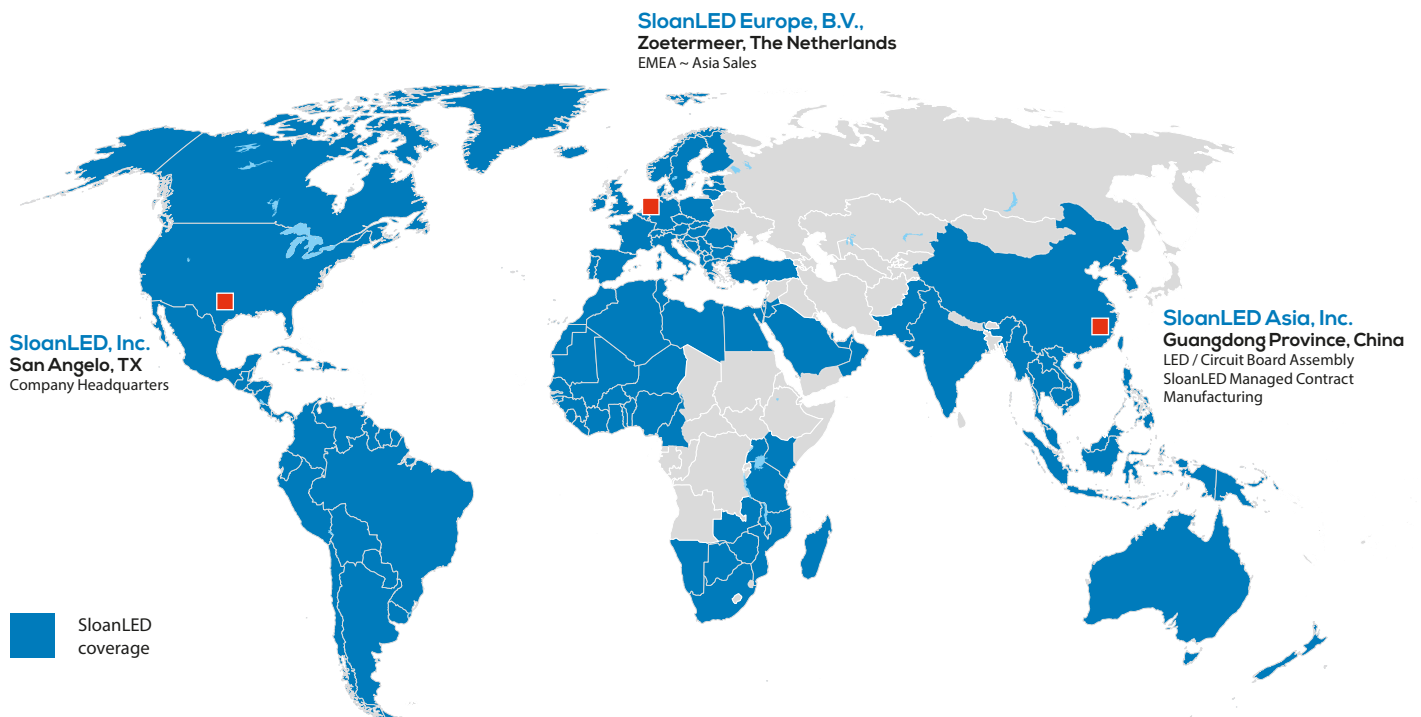 SloanLED Europe, B.V.,
Zoetermeer, The Netherlands
EMEA ~ Asia Sales
SloanLED, Inc.
San Angelo, TX
Company Headquarters
SloanLED Asia, Inc.
Guangdong Province, China
LED / Circuit Board Assembly
SloanLED Managed Contract
Manufacturing
SloanLED
coverage